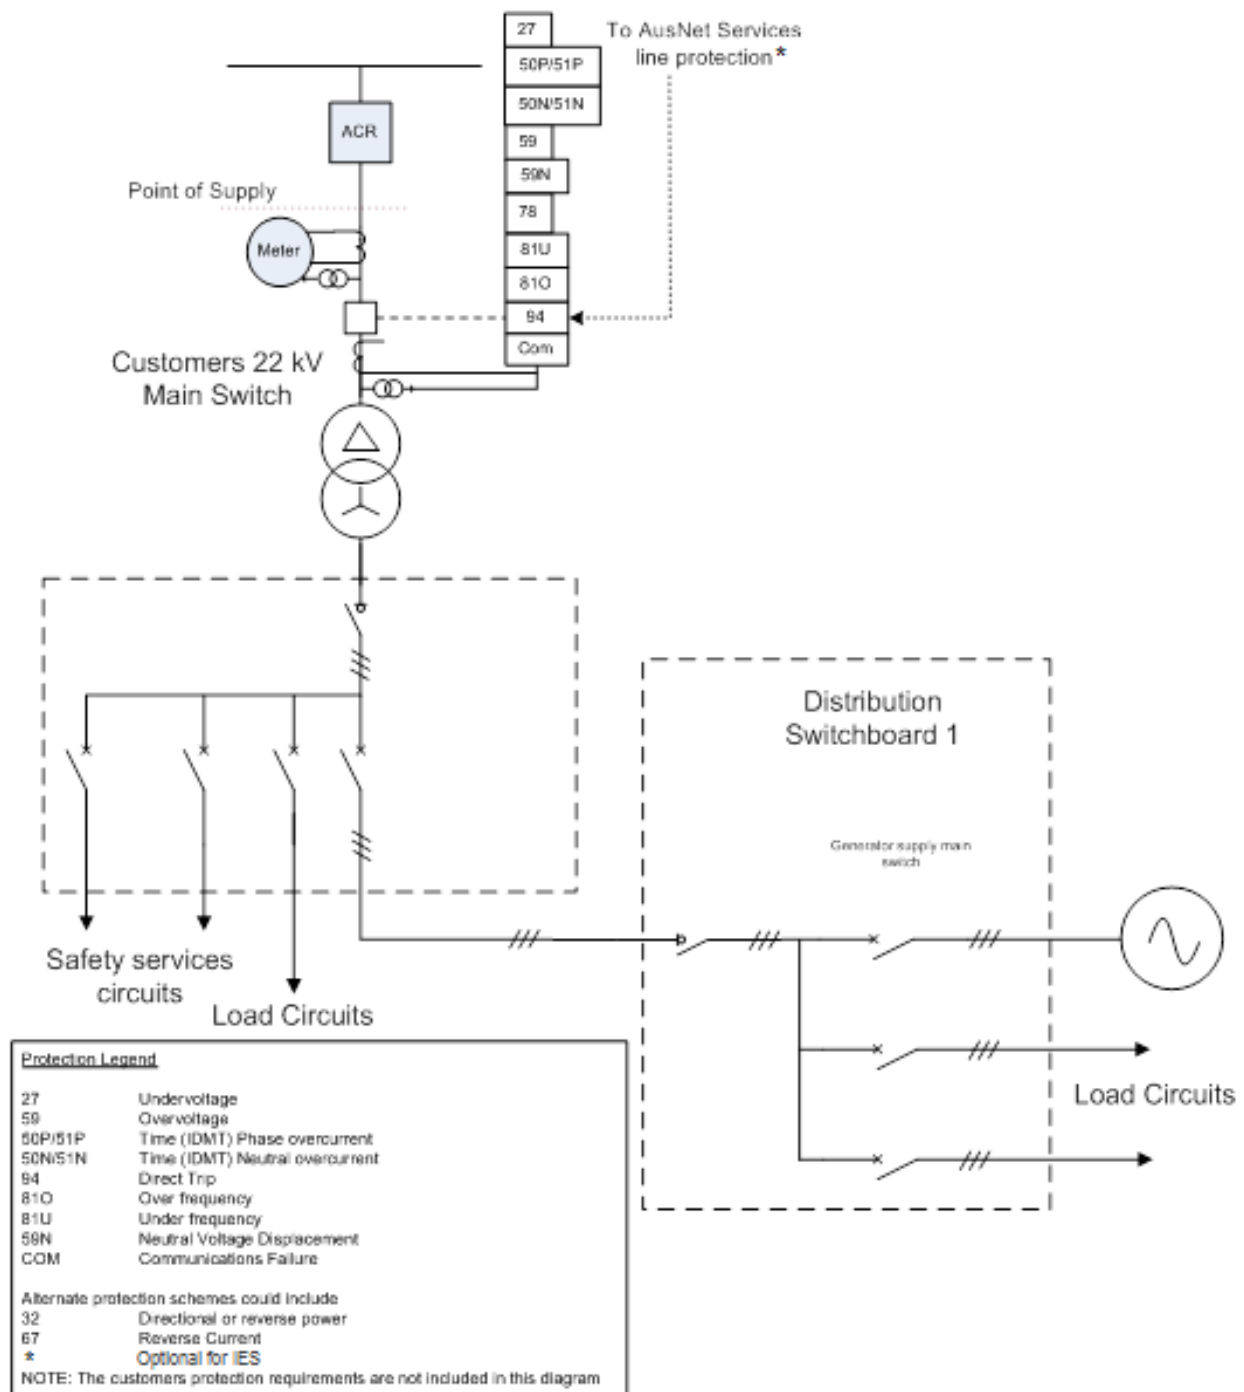 27
To AusNet Services
line protection*
50P/51P
50N/51N
ACR
59
59N
Point of Supply
78
Meter
81U
81O
94
Com
Customers 22 kV
Main Switch
Distribution
Switchboard 1
Generator supply main
switch
Safety services
circuits
Load Circuits
Load Circuits
Protection Legend
27 Undervoltage
59 Overvoltage
50P/51P Time (IDMT) Phase overcurrent
50N/51N Time (IDMT) Neutral overcurrent
94 Direct Trip
81O Over frequency
81U Under frequency
59N Neutral Voltage Displacement
COM Communications Failure
Alternate protection schemes could include
32 Directional or reverse power
67 Reverse Current
* Optional for IES
NOTE: The customers protection requirements are not included in this diagram